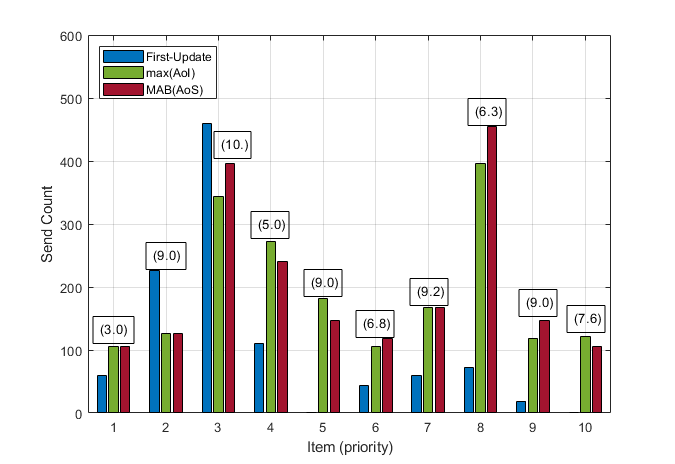 600
500
400
300
200
100
0
Send Count
First-Update
max(AoI)
MAB(AoS)
(3.0)
(9.0)
(10.)
(5.0)
(9.0)
(6.8)
(9.2)
(6.3)
(9.0)
(7.6)
1 2 3 4 5 6 7 8 9 10
Item (priority)